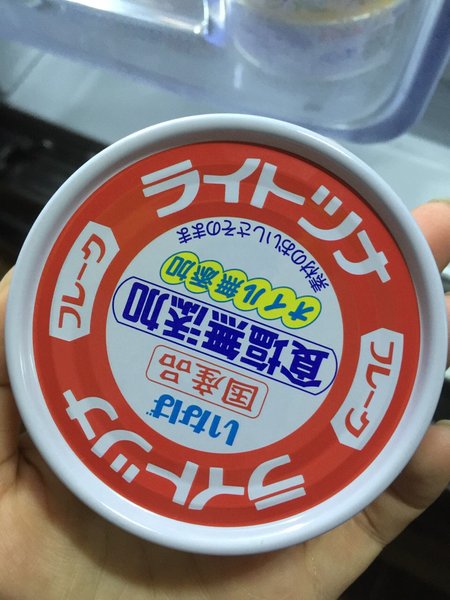 ライトツナ
フレーク
いなば
国産品
食塩無添加
オイル無添加
素材のおいしさそのまま
フレーク
ライトツナ